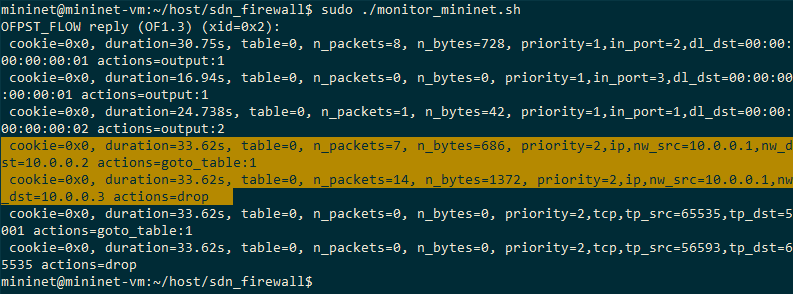 mininet@mininet-vm:~/host/sdn_firewall$ sudo ./monitor_mininet.sh
OFPST_FLOW reply (OF1.3) (xid=0x2):
 cookie=0x0, duration=30.75s, table=0, n_packets=8, n_bytes=728, priority=1,in_port=2,dl_dst=00:00:
00:00:00:01 actions=output:1
 cookie=0x0, duration=16.94s, table=0, n_packets=0, n_bytes=0, priority=1,in_port=3,dl_dst=00:00:00
:00:00:01 actions=output:1
 cookie=0x0, duration=24.738s, table=0, n_packets=1, n_bytes=42, priority=1,in_port=1,dl_dst=00:00:
00:00:00:02 actions=output:2
 cookie=0x0, duration=33.62s, table=0, n_packets=7, n_bytes=686, priority=2,ip,nw_src=10.0.0.1,nw_d
st=10.0.0.2 actions=goto_table:1
 cookie=0x0, duration=33.62s, table=0, n_packets=14, n_bytes=1372, priority=2,ip,nw_src=10.0.0.1,nw
_dst=10.0.0.3 actions=drop
 cookie=0x0, duration=33.62s, table=0, n_packets=0, n_bytes=0, priority=2,tcp,tp_src=65535,tp_dst=5
001 actions=goto_table:1
 cookie=0x0, duration=33.62s, table=0, n_packets=0, n_bytes=0, priority=2,tcp,tp_src=56593,tp_dst=6
5535 actions=drop
mininet@mininet-vm:~/host/sdn_firewall$